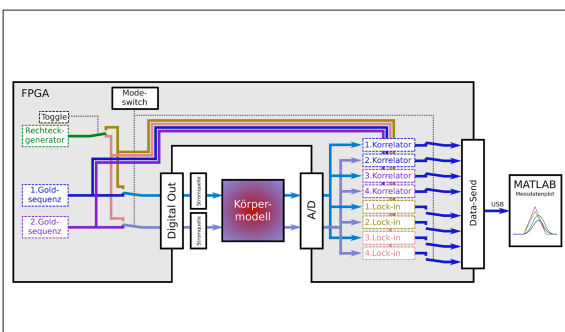 FPGA
Mode-
switch
Toggle
Rechteck-
generator
1.Gold-
sequenz
2.Gold-
sequenz
Digital Out
Stromquelle
Stromquelle
Körper-
modell
A/D
1.Korrelator
2.Korrelator
3.Korrelator
4.Korrelator
1.Lock-in
2.Lock-in
3.Lock-in
4.Lock-in
Data-Send
USB
MATLAB
Messdatenplot